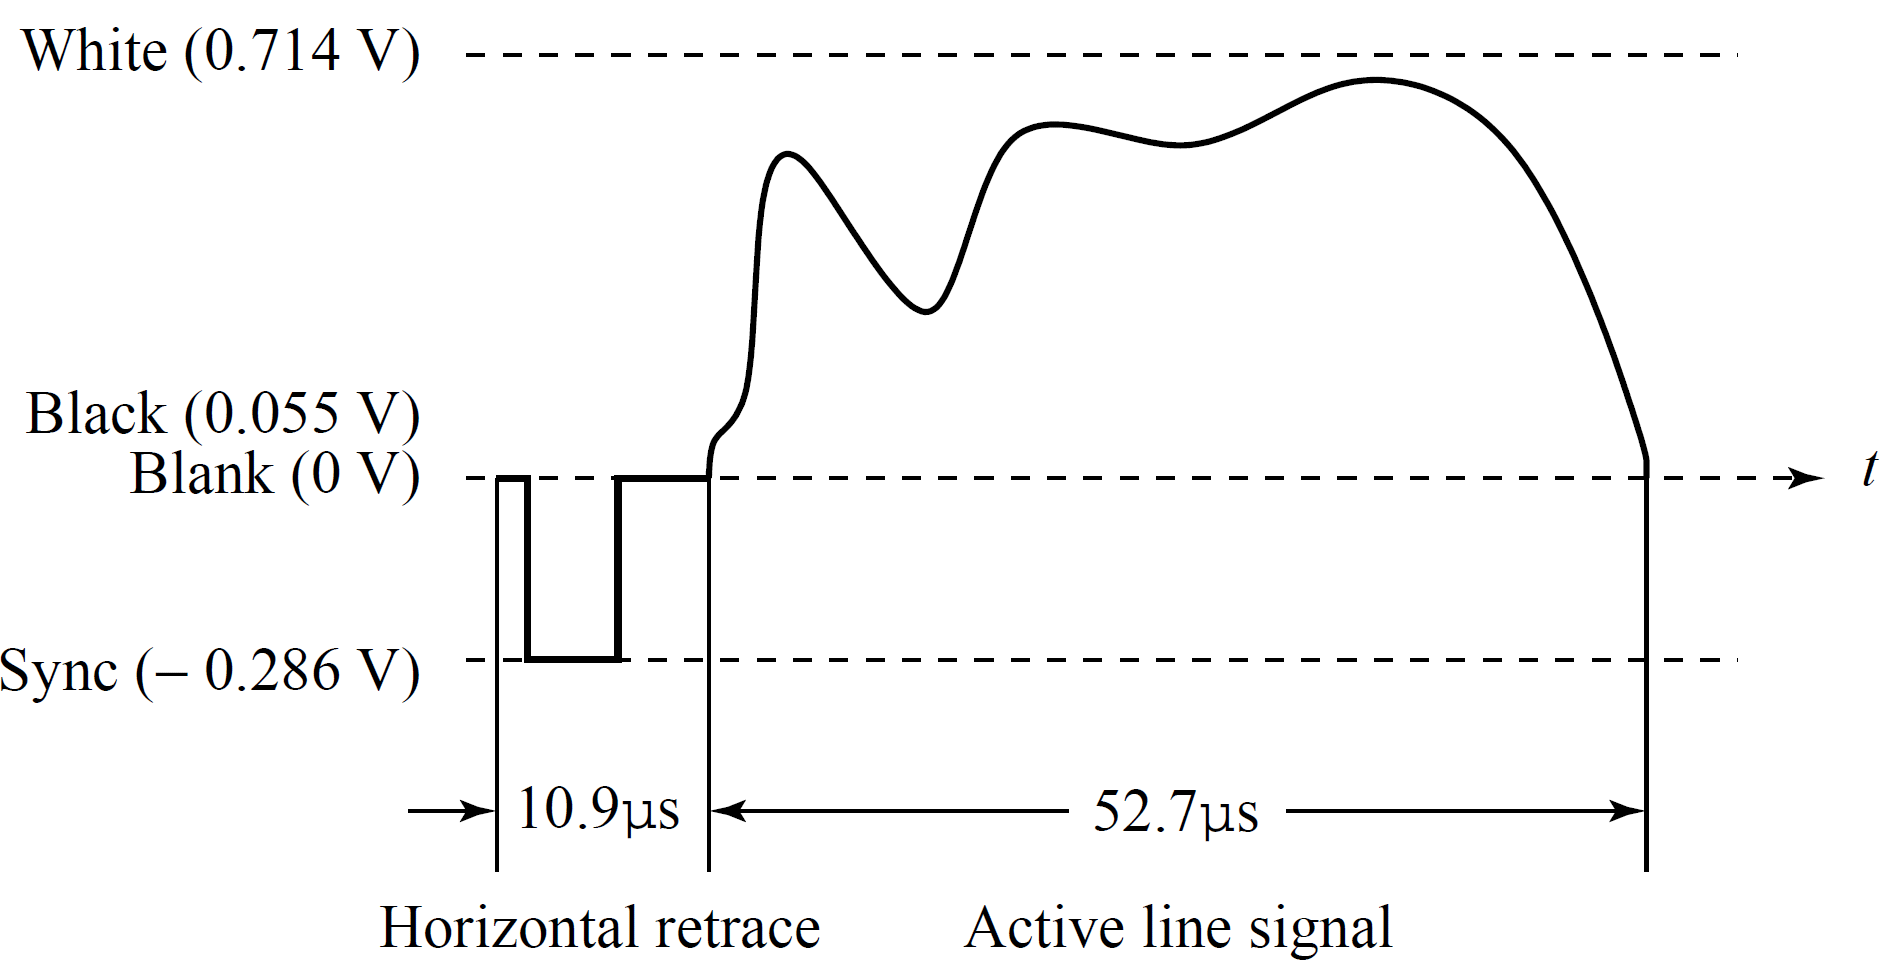 White (0.714 V)
Black (0.055 V)
Blank (0 V)
t
Sync (– 0.286 V)
10.9μs
52.7μs
Horizontal retrace
Active line signal